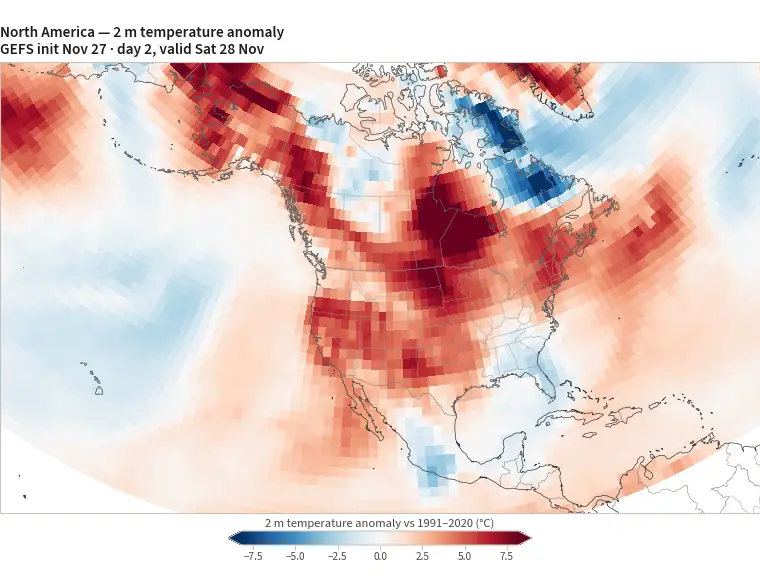 North America — 2 m temperature anomaly
GEFS init Nov 27 · day 2, valid Sat 28 Nov
2 m temperature anomaly vs 1991–2020 (°C)
−7.5 −5.0 −2.5 0.0 2.5 5.0 7.5